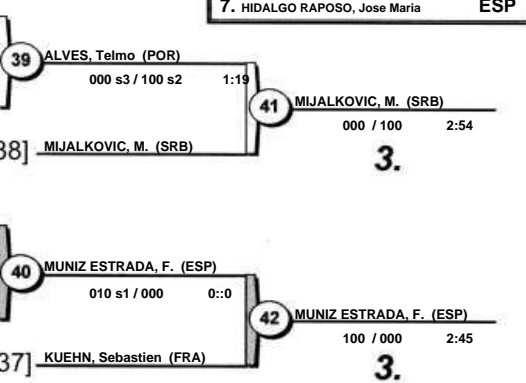 7. HIDALGO RAPOSO, Jose Maria ESP
39 ALVES, Telmo (POR)
000 s3 / 100 s2 1:19
41 MIJALKOVIC, M. (SRB)
000 / 100 2:54
38] MIJALKOVIC, M. (SRB)
3.
40 MUNIZ ESTRADA, F. (ESP)
010 s1 / 000 0::0
42 MUNIZ ESTRADA, F. (ESP)
100 / 000 2:45
37] KUEHN, Sebastien (FRA)
3.